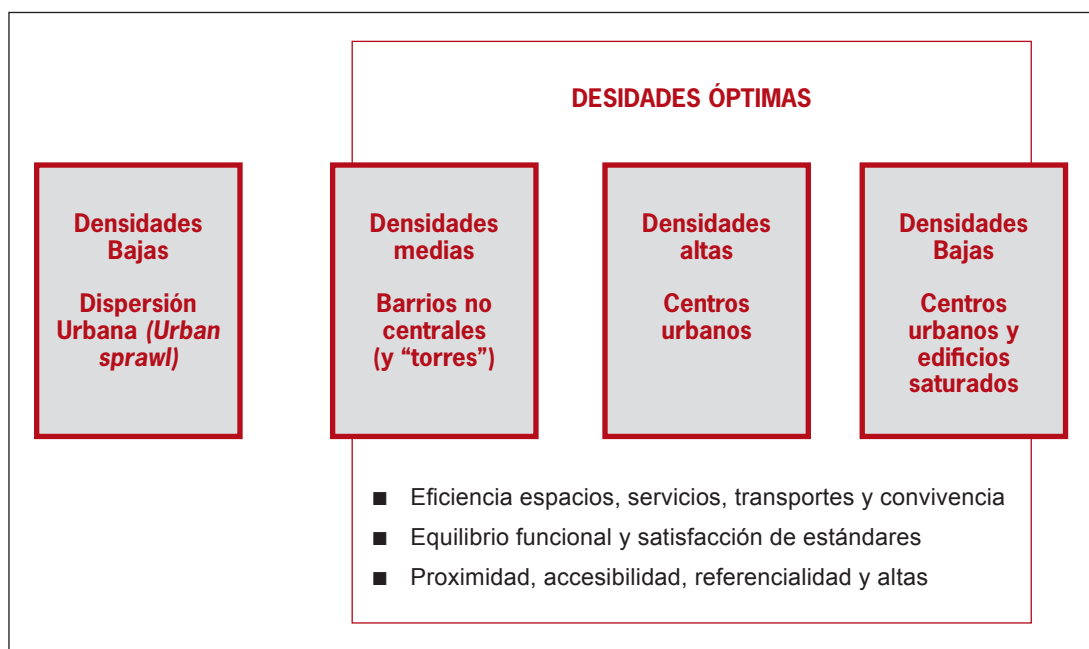 DESIDADES ÓPTIMAS
Densidades
Bajas
Dispersión
Urbana (Urban
sprawl)
Densidades
medias
Barrios no
centrales
(y “torres”)
Densidades
altas
Centros
urbanos
Densidades
Bajas
Centros
urbanos y
edificios
saturados
■ Eficiencia espacios, servicios, transportes y convivencia
■ Equilibrio funcional y satisfacción de estándares
■ Proximidad, accesibilidad, referencialidad y altas